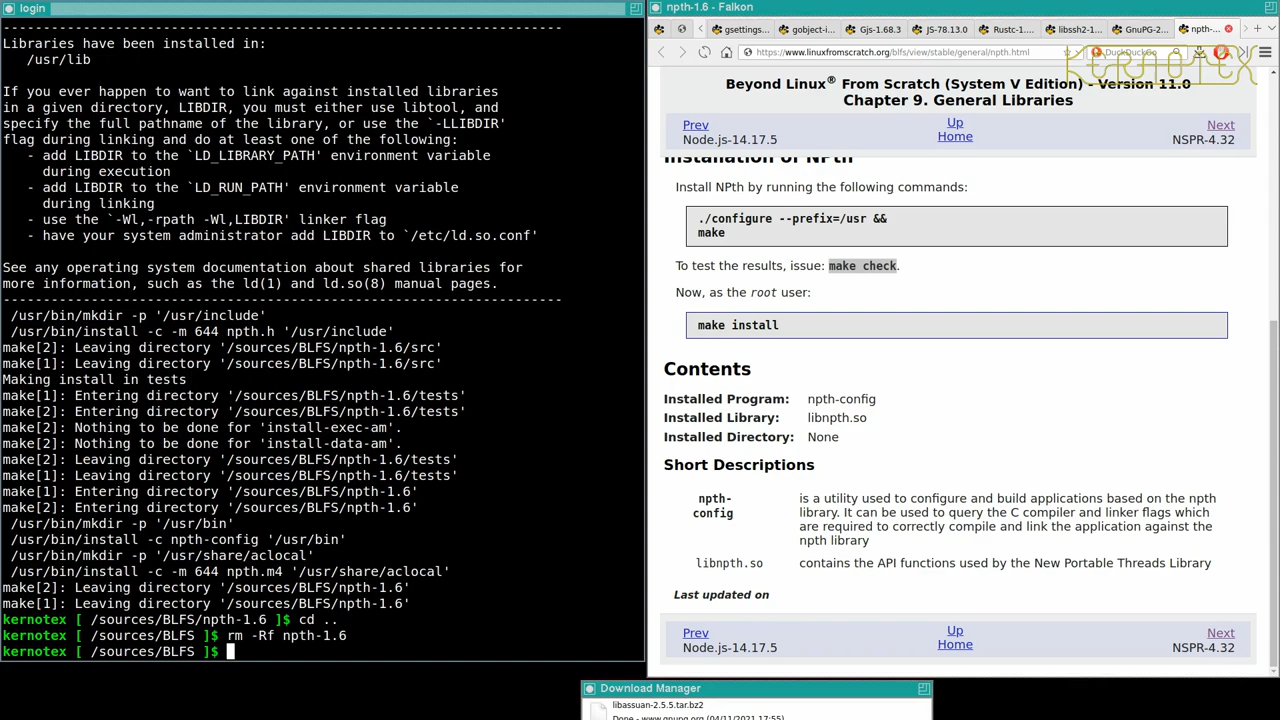 login
-----------------------------------------------------------------------
Libraries have been installed in:
/usr/lib
If you ever happen to want to link against installed libraries
in a given directory, LIBDIR, you must either use libtool, and
specify the full pathname of the library, or use the `-LLIBDIR'
flag during linking and do at least one of the following:
- add LIBDIR to the `LD_LIBRARY_PATH' environment variable
during execution
- add LIBDIR to the `LD_RUN_PATH' environment variable
during linking
- use the `-Wl,-rpath -Wl,LIBDIR' linker flag
- have your system administrator add LIBDIR to `/etc/ld.so.conf'
See any operating system documentation about shared libraries for
more information, such as the ld(1) and ld.so(8) manual pages.
-----------------------------------------------------------------------
/usr/bin/mkdir -p '/usr/include'
/usr/bin/install -c -m 644 npth.h '/usr/include'
make[2]: Leaving directory '/sources/BLFS/npth-1.6/src'
make[1]: Leaving directory '/sources/BLFS/npth-1.6/src'
Making install in tests
make[1]: Entering directory '/sources/BLFS/npth-1.6/tests'
make[2]: Entering directory '/sources/BLFS/npth-1.6/tests'
make[2]: Nothing to be done for 'install-exec-am'.
make[2]: Nothing to be done for 'install-data-am'.
make[2]: Leaving directory '/sources/BLFS/npth-1.6/tests'
make[1]: Leaving directory '/sources/BLFS/npth-1.6/tests'
make[1]: Entering directory '/sources/BLFS/npth-1.6'
make[2]: Entering directory '/sources/BLFS/npth-1.6'
/usr/bin/mkdir -p '/usr/bin'
/usr/bin/install -c npth-config '/usr/bin'
/usr/bin/mkdir -p '/usr/share/aclocal'
/usr/bin/install -c -m 644 npth.m4 '/usr/share/aclocal'
make[2]: Leaving directory '/sources/BLFS/npth-1.6'
make[1]: Leaving directory '/sources/BLFS/npth-1.6'
kernotex [ /sources/BLFS/npth-1.6 ]$ cd ..
kernotex [ /sources/BLFS ]$ rm -Rf npth-1.6
kernotex [ /sources/BLFS ]$
npth-1.6 - Falkon
gsettings... gobject-i... Gjs-1.68.3 JS-78.13.0 Rustc-1.... libssh2-1... GnuPG-2... npth-...
https://www.linuxfromscratch.org/blfs/view/stable/general/npth.html
DuckDuckGo
KERNOTEX
Beyond Linux® From Scratch (System V Edition) - Version 11.0
Chapter 9. General Libraries
Prev Up Next
Node.js-14.17.5 Home NSPR-4.32
Installation of NPth
Install NPth by running the following commands:
./configure --prefix=/usr &&
make
To test the results, issue: make check.
Now, as the root user:
make install
Contents
Installed Program: npth-config
Installed Library: libnpth.so
Installed Directory: None
Short Descriptions
npth-config is a utility used to configure and build applications based on the npth
library. It can be used to query the C compiler and linker flags which
are required to correctly compile and link the application against the
npth library
libnpth.so contains the API functions used by the New Portable Threads Library
Last updated on
Prev Up Next
Node.js-14.17.5 Home NSPR-4.32
Download Manager
libassuan-2.5.5.tar.bz2
Done - www.gnupg.org (04/11/2021 17:55)